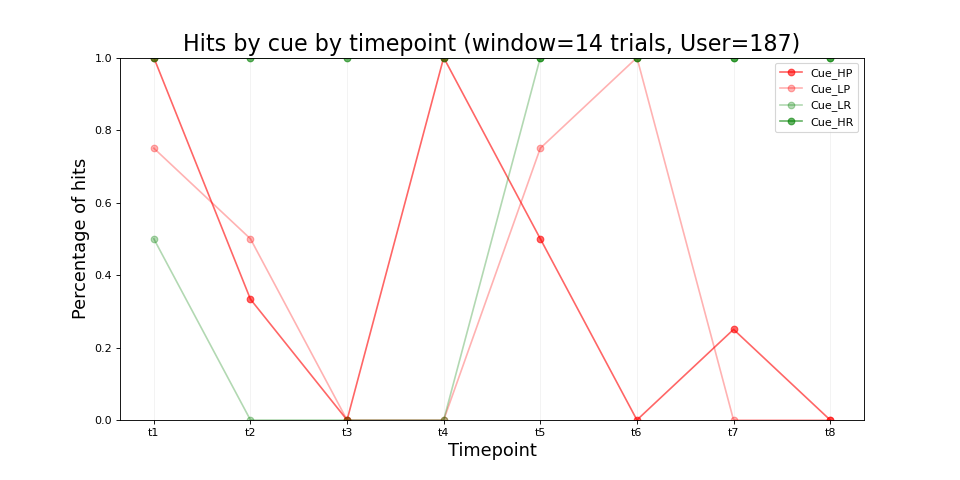 Hits by cue by timepoint (window=14 trials, User=187)
Cue_HP
Cue_LP
Cue_LR
Cue_HR
Percentage of hits
1.0
0.8
0.6
0.4
0.2
0.0
t1 t2 t3 t4 t5 t6 t7 t8
Timepoint